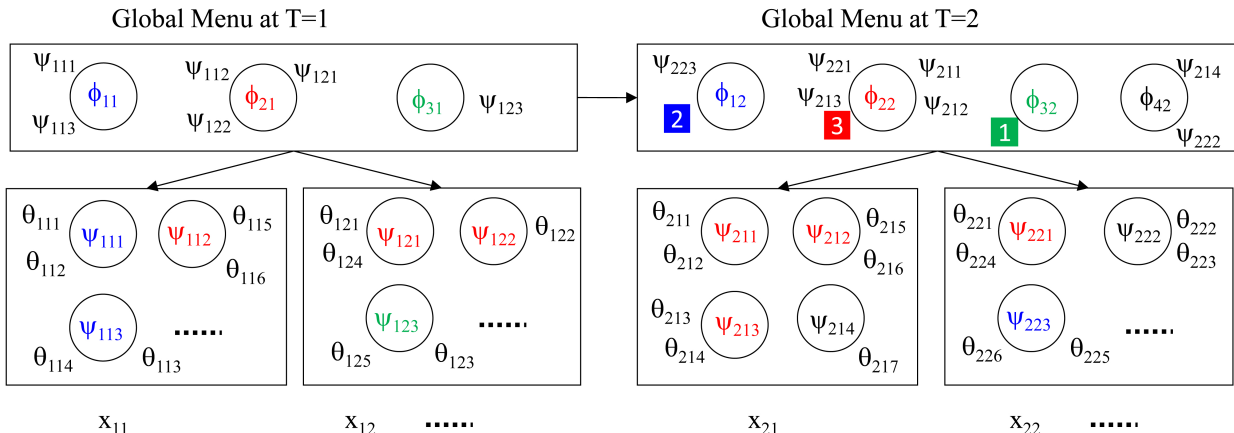 Global Menu at T=1
Global Menu at T=2
ψ₁₁₁ ϕ₁₁ ψ₁₁₃
ψ₁₁₂ ψ₁₂₁ ϕ₂₁ ψ₁₂₂
ϕ₃₁ ψ₁₂₃
ψ₂₂₃ ϕ₁₂ 2
ψ₂₂₁ ψ₂₁₁ ψ₂₁₃ ϕ₂₂ ψ₂₁₂ 3
ϕ₃₂ 1
ψ₂₁₄ ϕ₄₂ ψ₂₂₂
θ₁₁₁ ψ₁₁₁ θ₁₁₂
ψ₁₁₂ θ₁₁₅ θ₁₁₆
ψ₁₁₃ θ₁₁₄ θ₁₁₃ ......
θ₁₂₁ ψ₁₂₁ θ₁₂₄
ψ₁₂₂ θ₁₂₂
ψ₁₂₃ θ₁₂₅ θ₁₂₃ ......
θ₂₁₁ ψ₂₁₁ θ₂₁₂
ψ₂₁₂ θ₂₁₅ θ₂₁₆
θ₂₁₃ ψ₂₁₃ θ₂₁₄
ψ₂₁₄ θ₂₁₇
θ₂₂₁ ψ₂₂₁ θ₂₂₄
ψ₂₂₂ θ₂₂₂ θ₂₂₃
ψ₂₂₃ θ₂₂₆ θ₂₂₅ ......
x₁₁ x₁₂ ...... x₂₁ x₂₂ ......